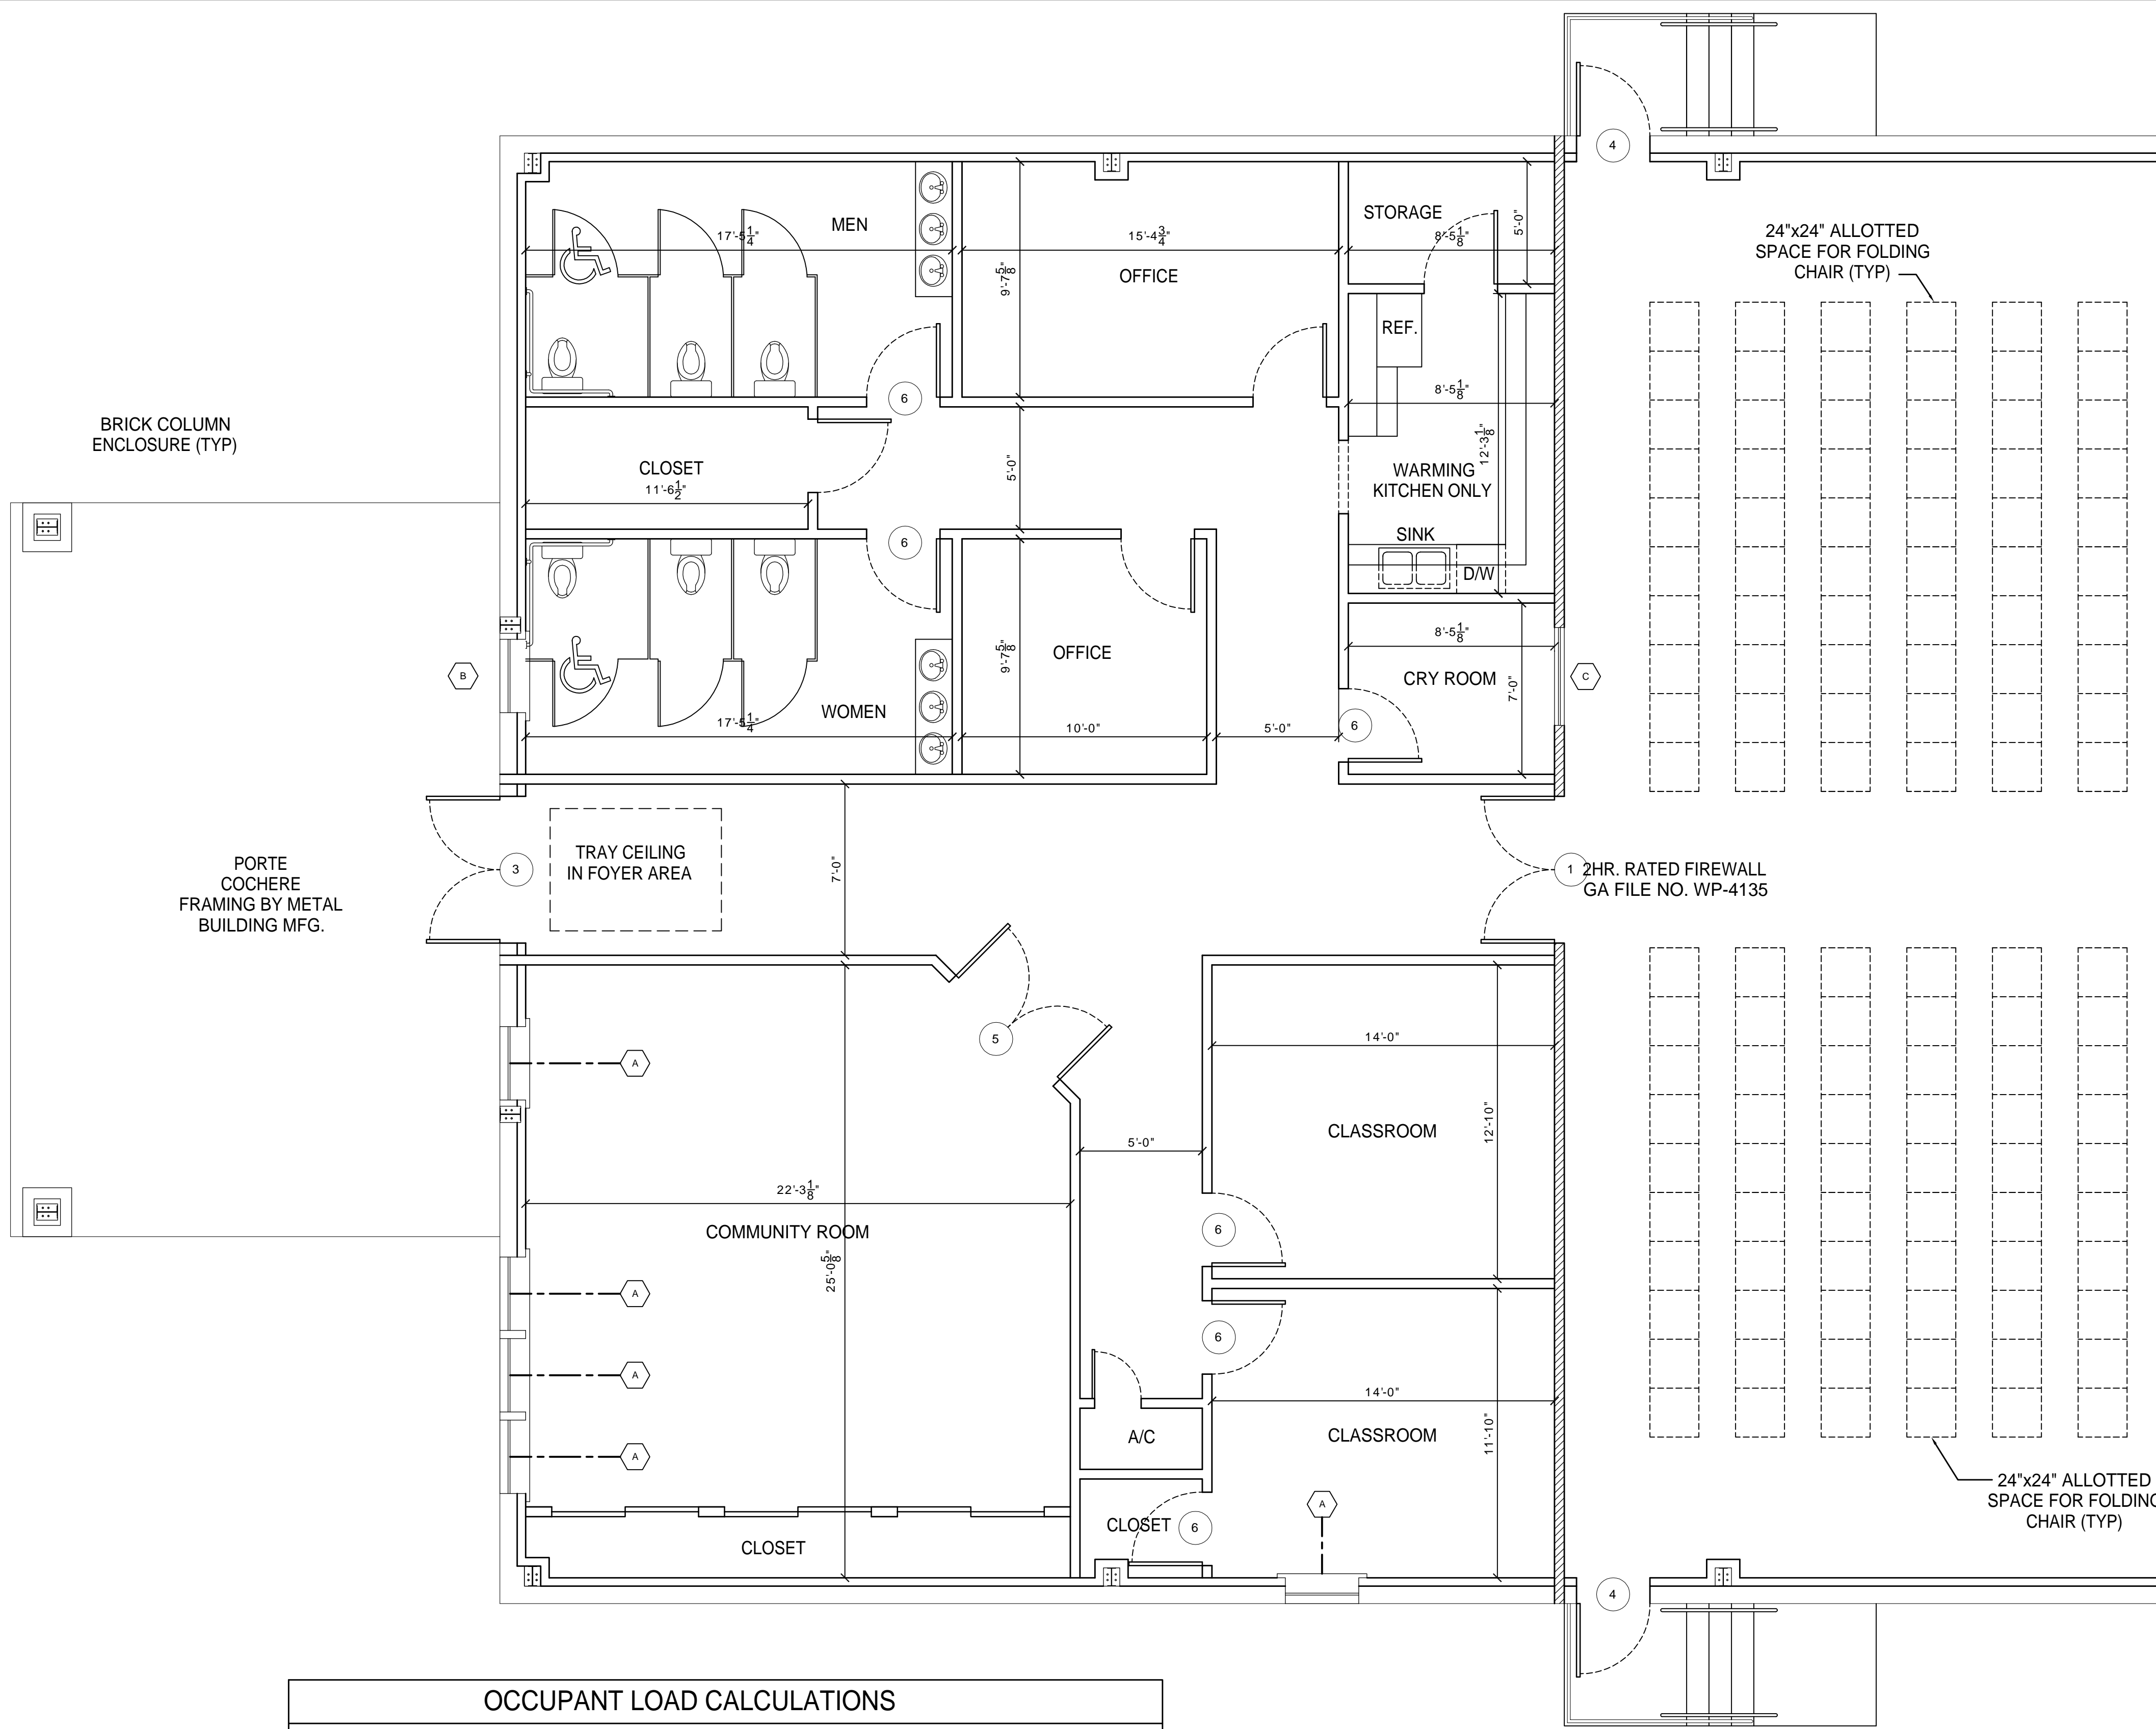 4
MEN
STORAGE
17'-5 1/4"
15'-4 3/4"
8'-5 1/8"
5'-0"
24"x24" ALLOTTED
SPACE FOR FOLDING
CHAIR (TYP)
9'-7 5/8"
OFFICE
REF.
8'-5 1/8"
6
BRICK COLUMN
ENCLOSURE (TYP)
CLOSET
11'-6 1/2"
5'-0"
12'-3 1/8"
WARMING
KITCHEN ONLY
SINK
D/W
6
8'-5 1/8"
9'-7 5/8"
OFFICE
CRY ROOM
7'-0"
B
C
WOMEN
17'-5 1/4"
10'-0"
5'-0"
6
PORTE
COCHERE
FRAMING BY METAL
BUILDING MFG.
3
TRAY CEILING
IN FOYER AREA
7'-0"
1
2HR. RATED FIREWALL
GA FILE NO. WP-4135
5
A
14'-0"
CLASSROOM
12'-10"
5'-0"
22'-3 1/8"
COMMUNITY ROOM
25'-0 5/8"
6
A
6
A
14'-0"
A/C
CLASSROOM
11'-10"
A
24"x24" ALLOTTED
SPACE FOR FOLDING
CHAIR (TYP)
A
CLOSET
6
CLOSET
4
OCCUPANT LOAD CALCULATIONS